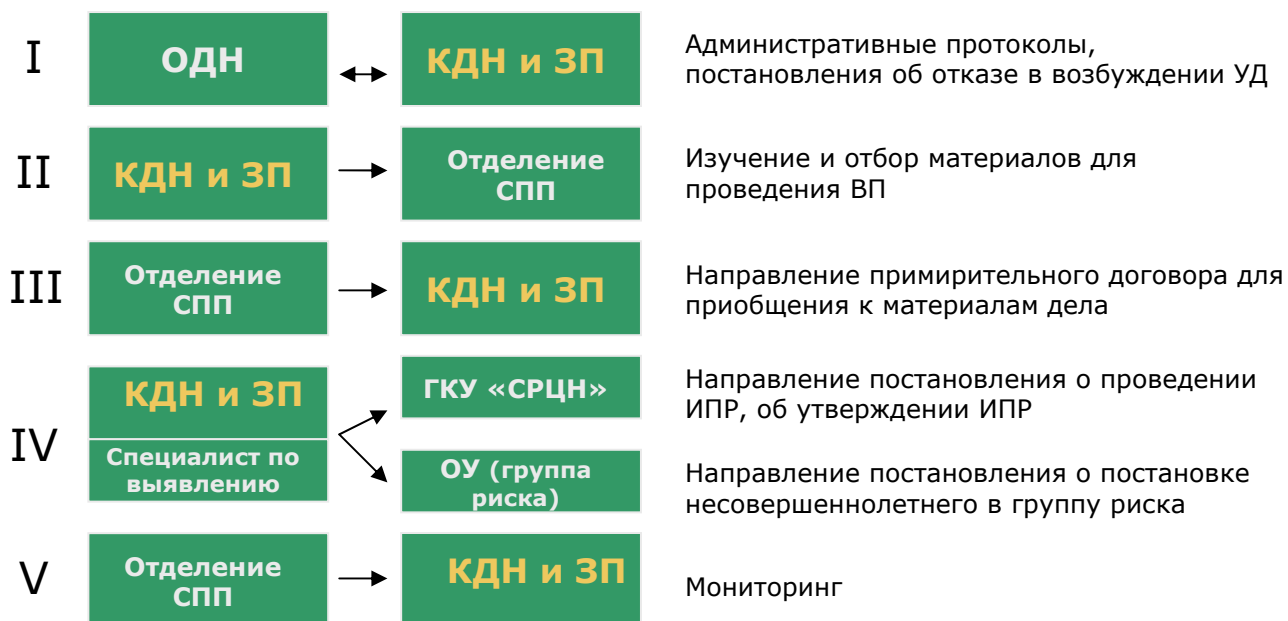 I
ОДН
КДН и ЗП
Административные протоколы,
постановления об отказе в возбуждении УД
II
КДН и ЗП
Отделение
СПП
Изучение и отбор материалов для
проведения ВП
III
Отделение
СПП
КДН и ЗП
Направление примирительного договора для
приобщения к материалам дела
IV
КДН и ЗП
Специалист по
выявлению
ГКУ «СРЦН»
Направление постановления о проведении
ИПР, об утверждении ИПР
ОУ (группа
риска)
Направление постановления о постановке
несовершеннолетнего в группу риска
V
Отделение
СПП
КДН и ЗП
Мониторинг